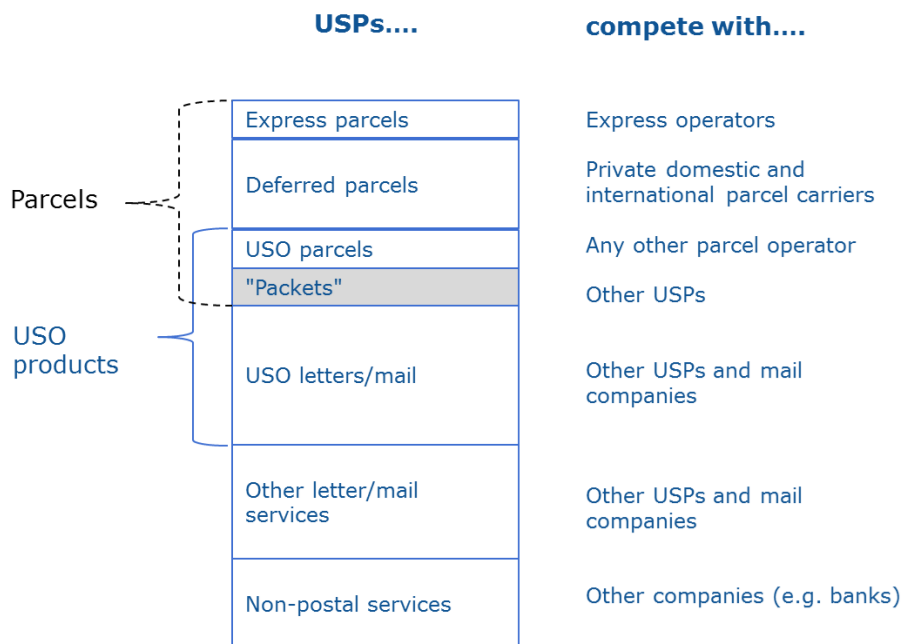 USPs.... compete with....
Express parcels Express operators
Deferred parcels Private domestic and
international parcel carriers
Parcels
USO parcels Any other parcel operator
"Packets" Other USPs
USO
products
USO letters/mail Other USPs and mail
companies
Other letter/mail
services
Other USPs and mail
companies
Non-postal services Other companies (e.g. banks)